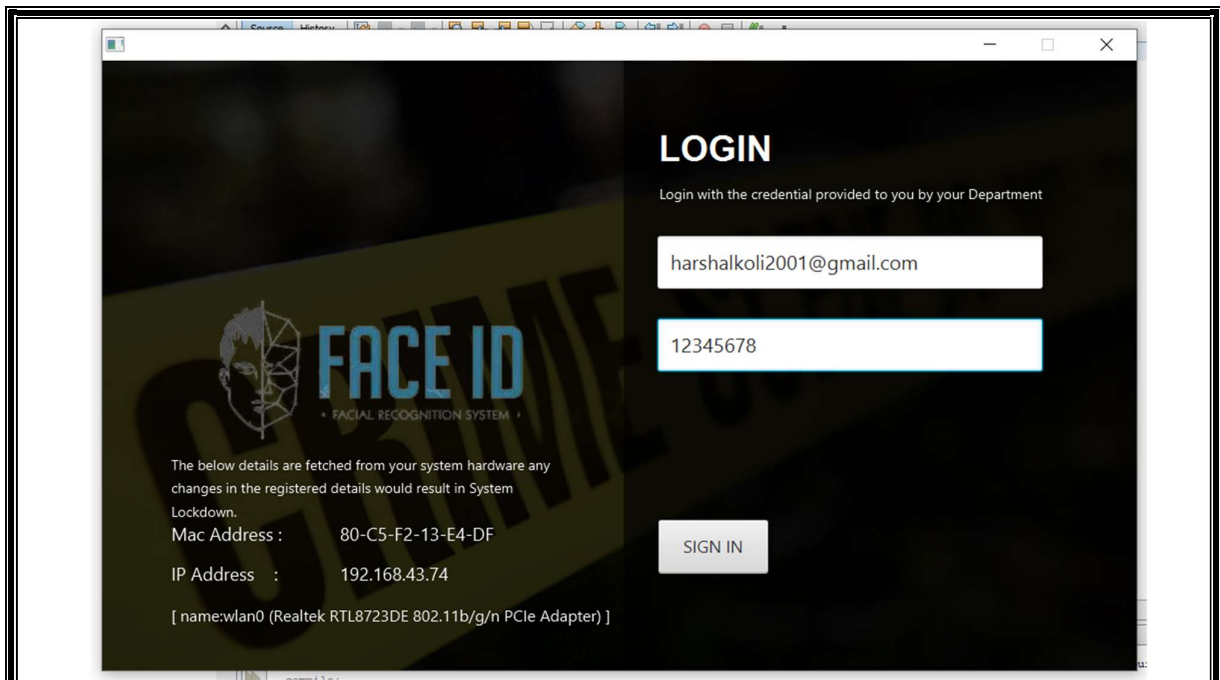 Source History
LOGIN
Login with the credential provided to you by your Department
harshalkoli2001@gmail.com
12345678
SIGN IN
FACE ID
• FACIAL RECOGNITION SYSTEM •
The below details are fetched from your system hardware any
changes in the registered details would result in System
Lockdown.
Mac Address : 80-C5-F2-13-E4-DF
IP Address : 192.168.43.74
[ name:wlan0 (Realtek RTL8723DE 802.11b/g/n PCIe Adapter) ]
CRIME